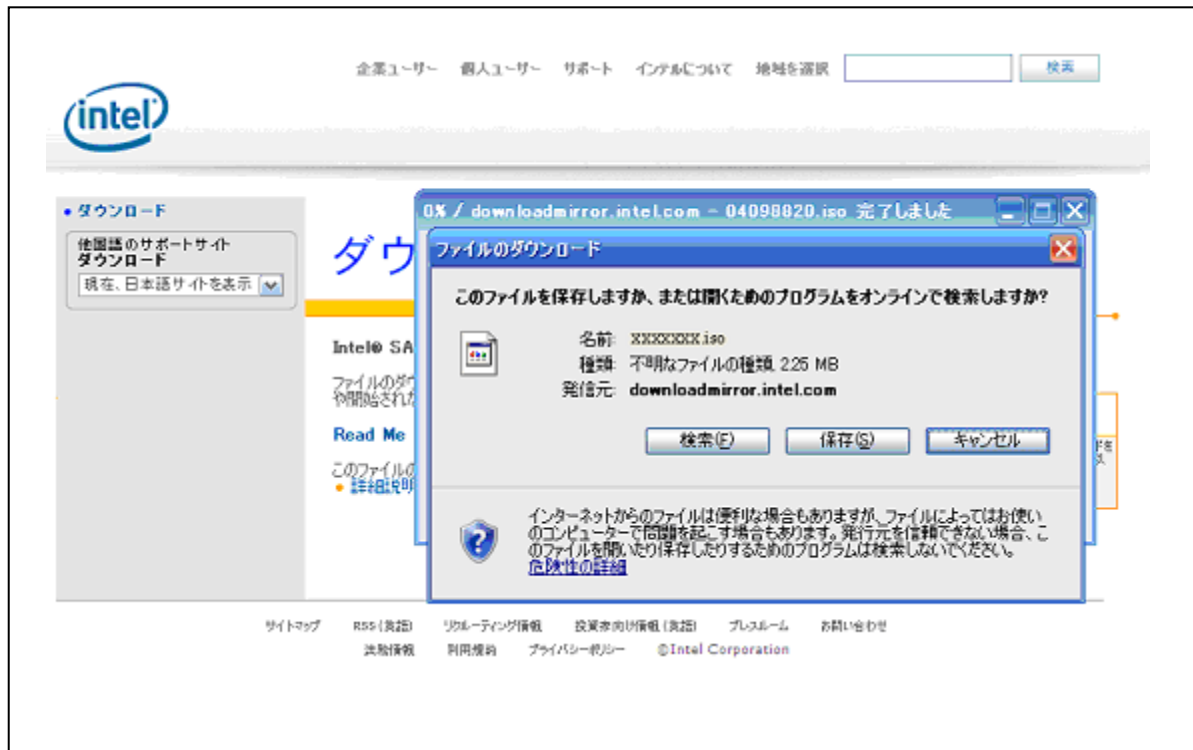 企業ユーザー 個人ユーザー サポート インテルについて 地域を選択 検索
intel
ダウンロード
他国語のサポートサイト
ダウンロード
現在、日本語サイトを表示
ダウ
Intel® SA
ファイルのダウ
や開始された
Read Me
このファイルの
詳細説明
0% / downloadmirror.intel.com - 04098820.iso 完了しました
ファイルのダウンロード
このファイルを保存しますか、または開くためのプログラムをオンラインで検索しますか?
名前: XXXXXXXX.iso
種類: 不明なファイルの種類, 2.25 MB
発信元: downloadmirror.intel.com
検索(F) 保存(S) キャンセル
インターネットからのファイルは便利な場合もありますが、ファイルによってはお使い
のコンピューターで問題を起こす場合もあります。発行元を信頼できない場合、こ
のファイルを開いたり保存したりするためのプログラムは検索しないでください。
危険性の詳細
サイトマップ RSS (英語) リクルーティング情報 投資家向け情報 (英語) プレスルーム お問い合わせ
法務情報 利用規約 プライバシーポリシー ©Intel Corporation